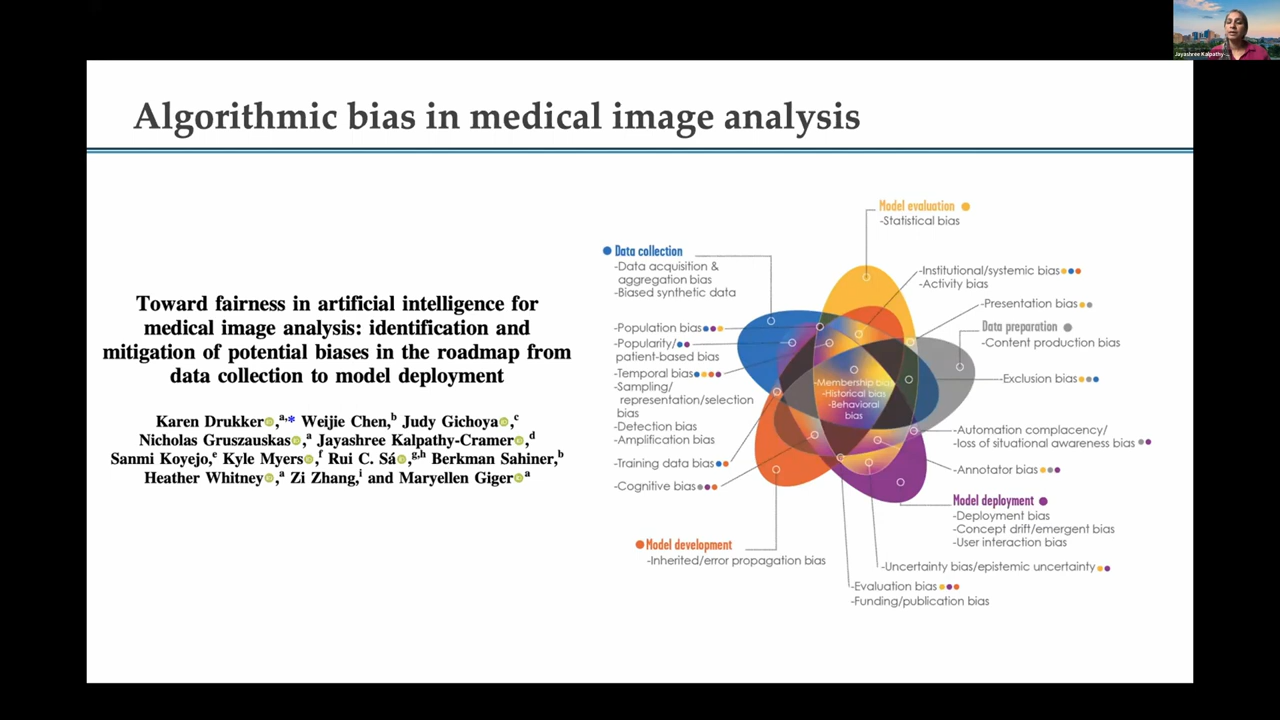 Jayashree Kalpathy-...
Algorithmic bias in medical image analysis
Toward fairness in artificial intelligence for
medical image analysis: identification and
mitigation of potential biases in the roadmap from
data collection to model deployment
Karen Drukker,a,* Weijie Chen,b Judy Gichoya,c
Nicholas Gruszauskas,a Jayashree Kalpathy-Cramer,d
Sanmi Koyejo,e Kyle Myers,f Rui C. Sá,g,h Berkman Sahiner,b
Heather Whitney,a Zi Zhang,i and Maryellen Giger a
Model evaluation
-Statistical bias
Data collection
-Data acquisition &
aggregation bias
-Biased synthetic data
-Population bias
-Popularity/
patient-based bias
-Temporal bias
-Sampling/
representation/selection
bias
-Detection bias
-Amplification bias
-Training data bias
-Cognitive bias
Model development
-Inherited/error propagation bias
-Membership bias
-Historical bias
-Behavioral
bias
-Institutional/systemic bias
-Activity bias
-Presentation bias
Data preparation
-Content production bias
-Exclusion bias
-Automation complacency/
-loss of situational awareness bias
-Annotator bias
Model deployment
-Deployment bias
-Concept drift/emergent bias
-User interaction bias
-Uncertainty bias/epistemic uncertainty
-Evaluation bias
-Funding/publication bias